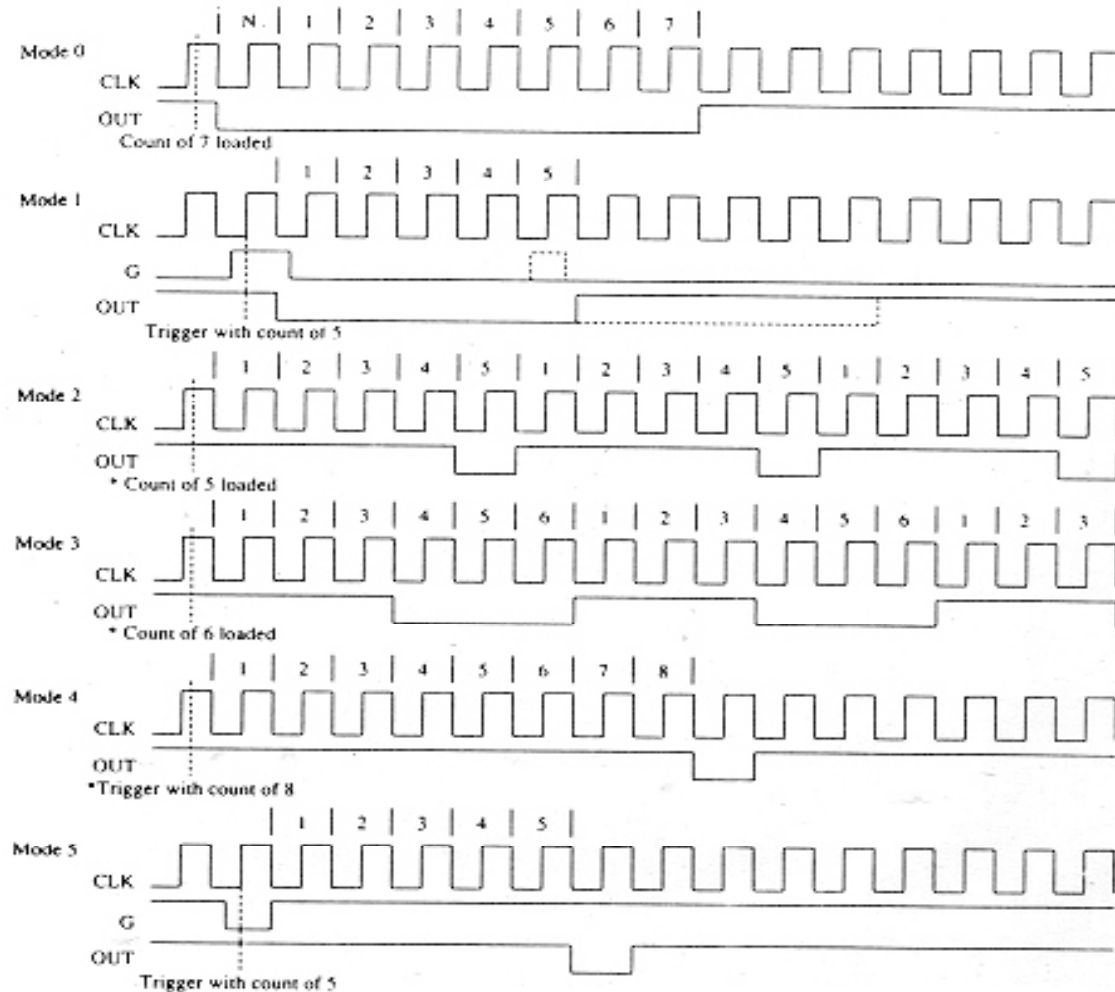 N. 1 2 3 4 5 6 7
Mode 0
CLK
OUT
Count of 7 loaded
1 2 3 4 5
Mode 1
CLK
G
OUT
Trigger with count of 5
1 2 3 4 5 1 2 3 4 5 1 2 3 4 5
Mode 2
CLK
OUT
* Count of 5 loaded
1 2 3 4 5 6 1 2 3 4 5 6 1 2 3
Mode 3
CLK
OUT
* Count of 6 loaded
1 2 3 4 5 6 7 8
Mode 4
CLK
OUT
*Trigger with count of 8
1 2 3 4 5
Mode 5
CLK
G
OUT
Trigger with count of 5